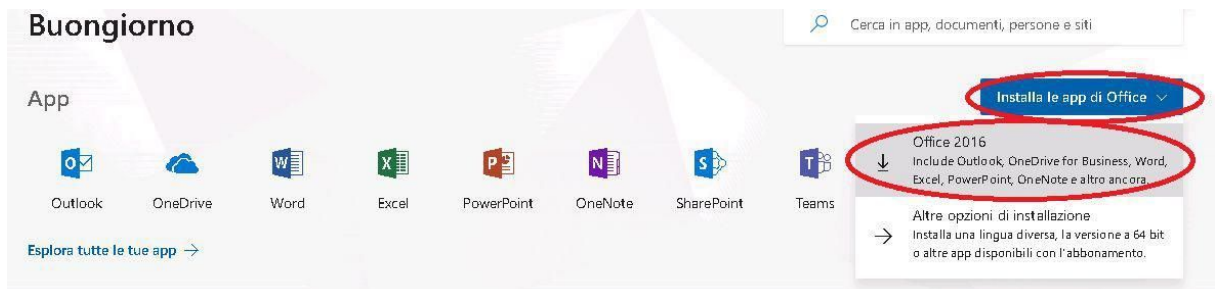 Buongiorno
Cerca in app, documenti, persone e siti
App
Installa le app di Office
Office 2016
Include Outlook, OneDrive for Business, Word,
Excel, PowerPoint, OneNote e altro ancora.
Outlook
OneDrive
Word
Excel
PowerPoint
OneNote
SharePoint
Teams
Altre opzioni di installazione
Installa una lingua diversa, la versione a 64 bit
o altre app disponibili con l'abbonamento.
Esplora tutte le tue app →